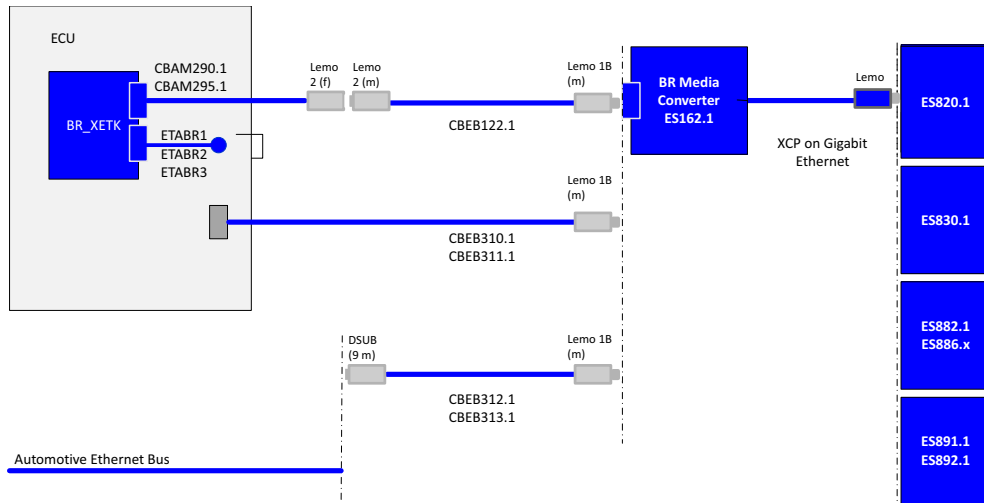 ECU
CBAM290.1
CBAM295.1
BR_XETK
ETABR1
ETABR2
ETABR3
Lemo
2 (f)
Lemo
2 (m)
CBEB122.1
Lemo 1B
(m)
BR Media
Converter
ES162.1
Lemo
XCP on Gigabit
Ethernet
ES820.1
Lemo 1B
(m)
CBEB310.1
CBEB311.1
ES830.1
DSUB
(9 m)
Lemo 1B
(m)
CBEB312.1
CBEB313.1
ES882.1
ES886.x
Automotive Ethernet Bus
ES891.1
ES892.1